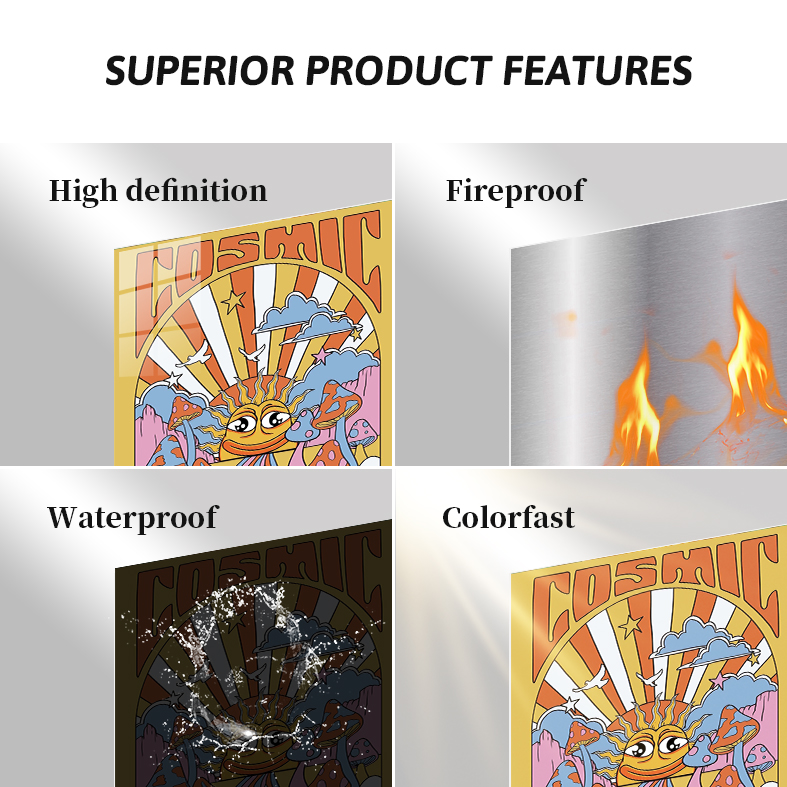 SUPERIOR PRODUCT FEATURES
High definition
Fireproof
COSMIC
Waterproof
Colorfast
COSMIC
COSMIC